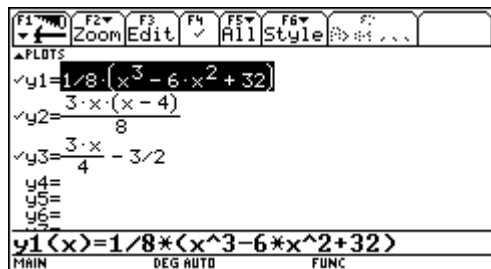 F1 F2 F3 F4 F5 F6
Zoom Edit ✓ All Style
▲PLOTS
✓y1=1/8·(x³ - 6·x² + 32)
✓y2=3·x·(x - 4)/8
✓y3=3·x/4 - 3/2
y4=
y5=
y6=
y1(x)=1/8*(x^3-6*x^2+32)
MAIN DEG AUTO FUNC